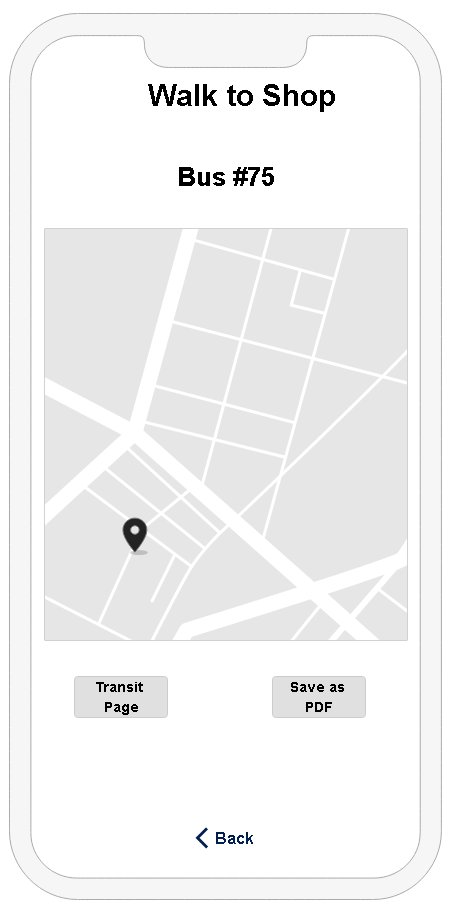 Walk to Shop
Bus #75
Transit
Page
Save as
PDF
Back